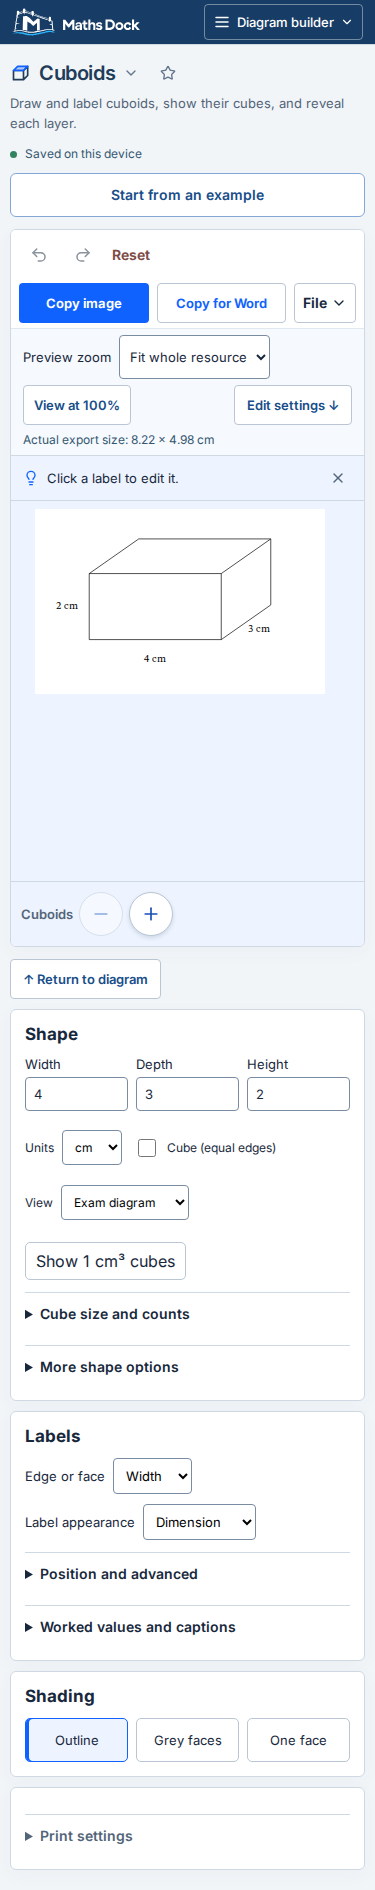 Maths Dock
Diagram builder
Cuboids
Draw and label cuboids, show their cubes, and reveal
each layer.
Saved on this device
Start from an example
Reset
Copy image
Copy for Word
File
Preview zoom
Fit whole resource
View at 100%
Edit settings ↓
Actual export size: 8.22 × 4.98 cm
Click a label to edit it.
2 cm
3 cm
4 cm
Cuboids
↑ Return to diagram
Shape
Width
Depth
Height
4
3
2
Units
cm
Cube (equal edges)
View
Exam diagram
Show 1 cm³ cubes
Cube size and counts
More shape options
Labels
Edge or face
Width
Label appearance
Dimension
Position and advanced
Worked values and captions
Shading
Outline
Grey faces
One face
Print settings